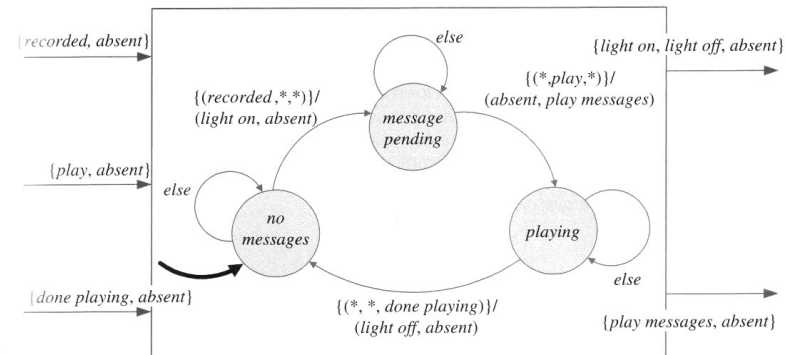 {recorded, absent}
else
{light on, light off, absent}
{(recorded,*,*)}/
(light on, absent)
{(*,play,*)}/
(absent, play messages)
message
pending
{play, absent}
else
no
messages
playing
else
{done playing, absent}
{(*, *, done playing)}/
(light off, absent)
{play messages, absent}